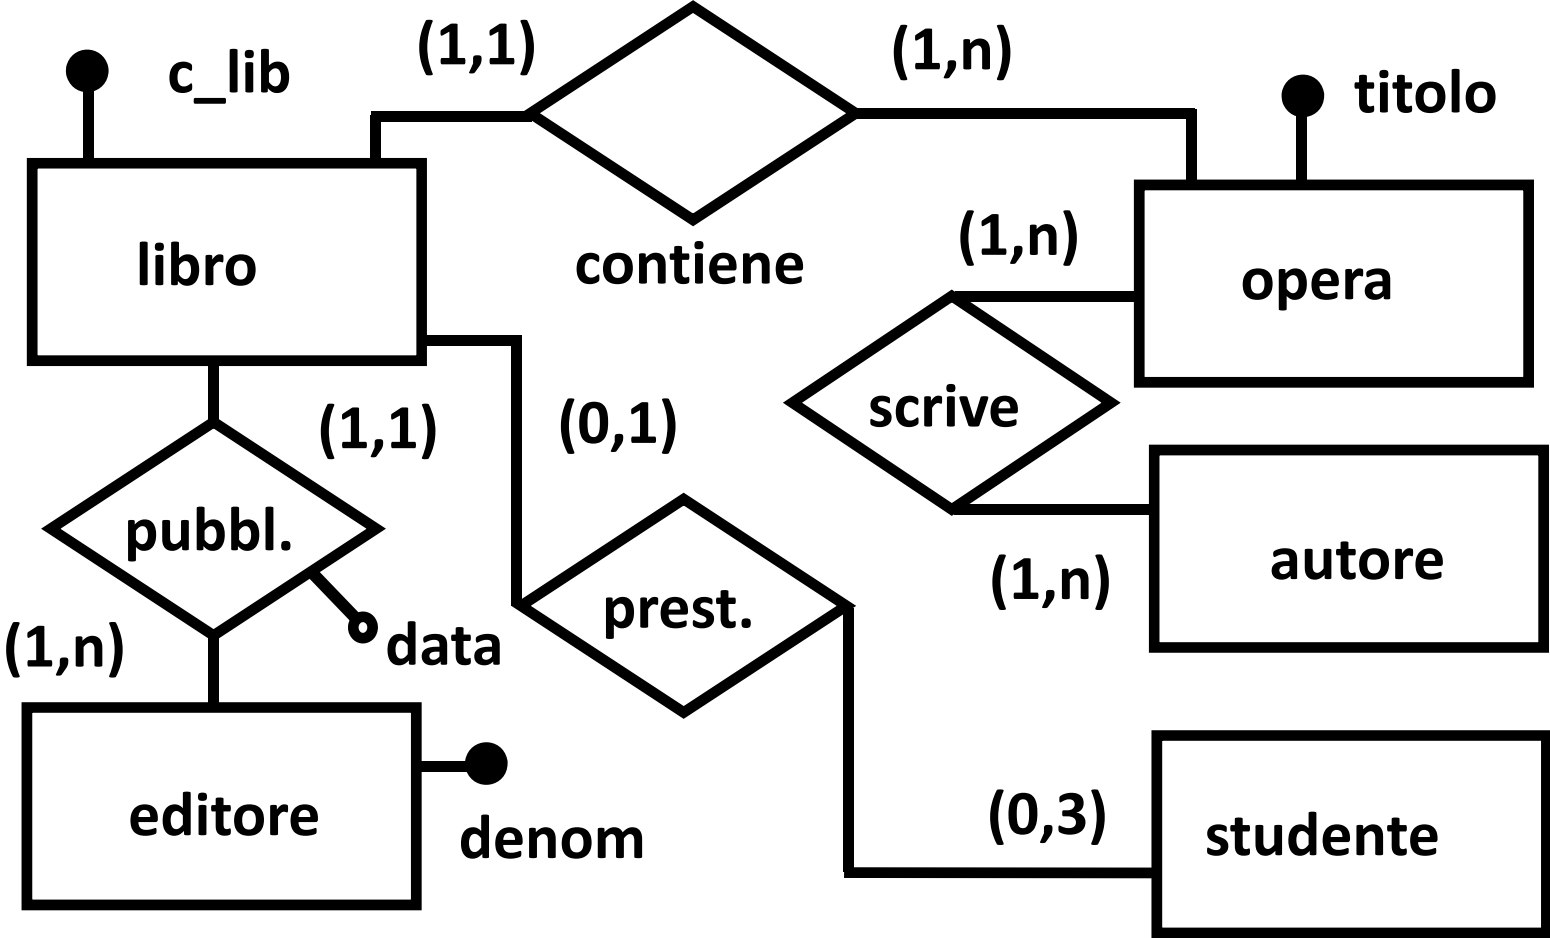 c_lib
(1,1)
(1,n)
titolo
libro
contiene
(1,n)
opera
scrive
(1,1)
(0,1)
pubbl.
autore
(1,n)
prest.
(1,n)
data
editore
denom
(0,3)
studente